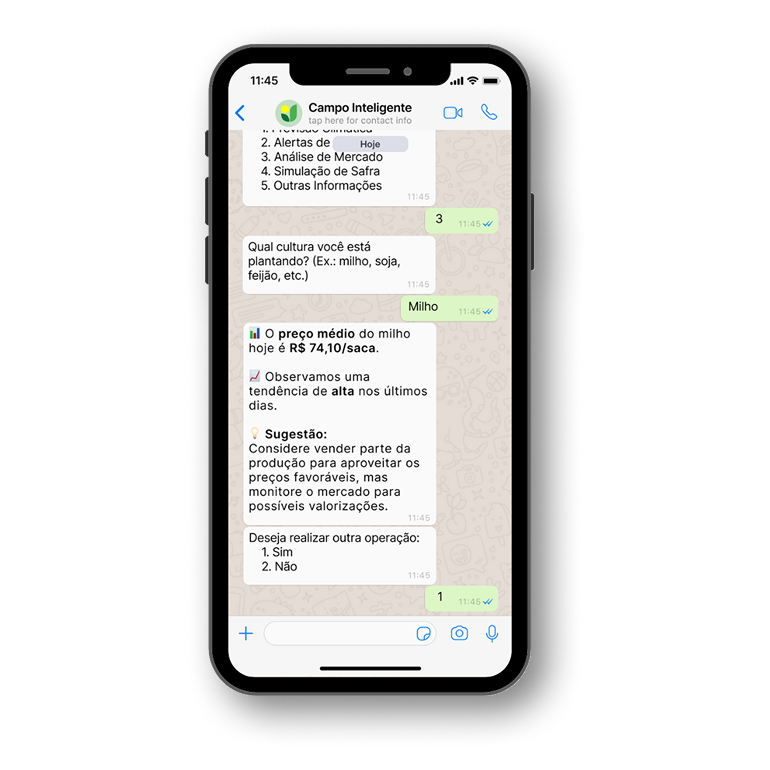 11:45
Campo Inteligente
tap here for contact info
1. Previsão Climática
2. Alertas de
Hoje
3. Análise de Mercado
4. Simulação de Safra
5. Outras Informações
11:45
3 11:45
Qual cultura você está
plantando? (Ex.: milho, soja,
feijão, etc.)
11:45
Milho 11:45
O preço médio do milho
hoje é R$ 74,10/saca.
Observamos uma
tendência de alta nos últimos
dias.
Sugestão:
Considere vender parte da
produção para aproveitar os
preços favoráveis, mas
monitore o mercado para
possíveis valorizações.
11:45
Deseja realizar outra operação:
1. Sim
2. Não
11:45
1 11:45